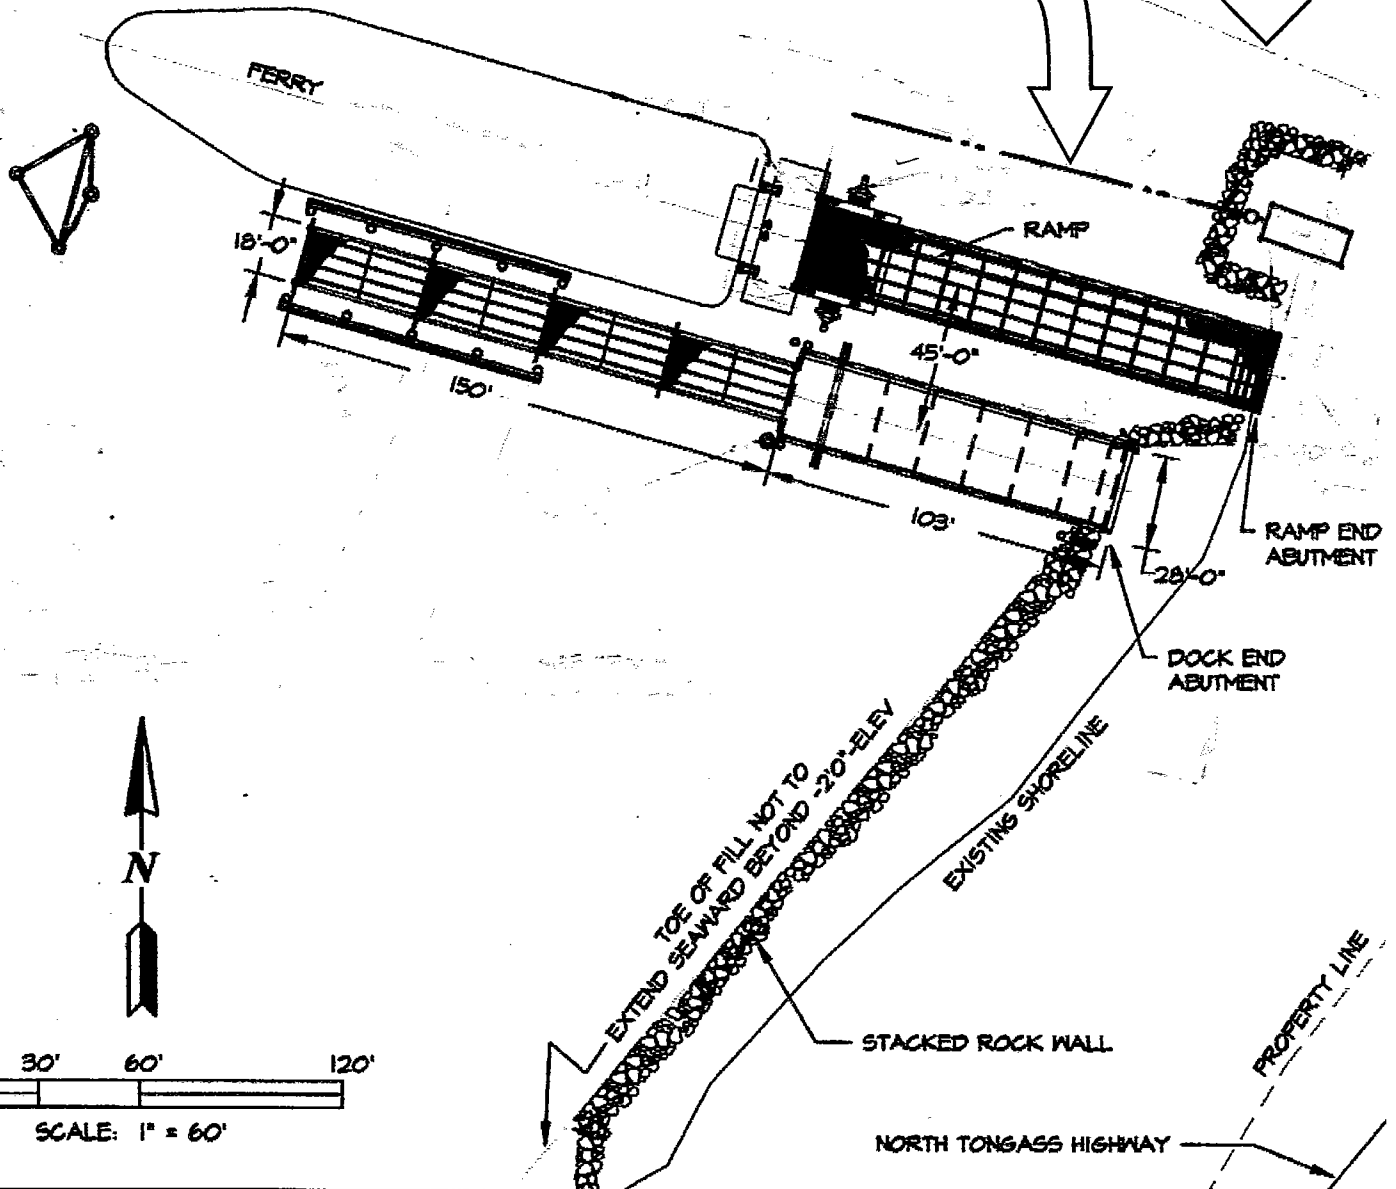 FERRY
18'-0"
RAMP
45'-0"
150'
103'
RAMP END
ABUTMENT
28'-0"
DOCK END
ABUTMENT
TOE OF FILL NOT TO
EXTEND SEAWARD BEYOND -2'0"-ELEV
EXISTING SHORELINE
N
PROPERTY LINE
STACKED ROCK WALL
30' 60' 120'
SCALE: 1" = 60'
NORTH TONGASS HIGHWAY